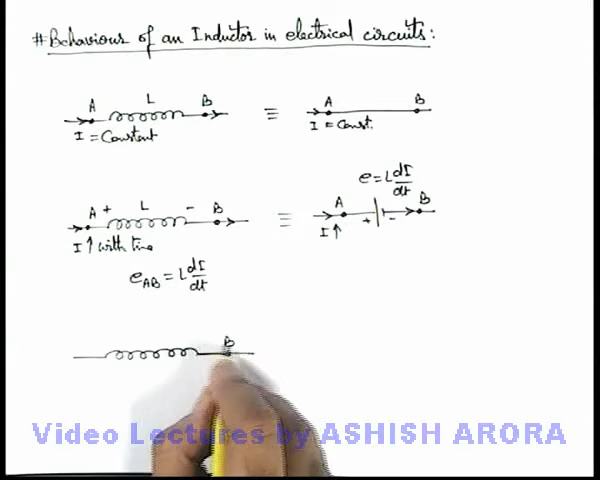 # Behaviour of an Inductor in electrical circuits:
A L B ≡ A B
I = Constant I = Const.
e = L dI/dt
A + L - B ≡ A + - B
I↑ with time I↑
e_AB = L dI/dt
B
Video Lectures by ASHISH ARORA